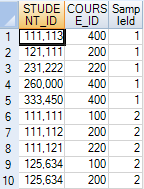 STUDE NT_ID COURS E_ID Samp leId
1 111,113 400 1
2 121,111 200 1
3 231,222 220 1
4 260,000 400 1
5 333,450 400 1
6 111,111 100 2
7 111,112 200 2
8 111,121 220 2
9 125,634 100 2
10 125,634 200 2